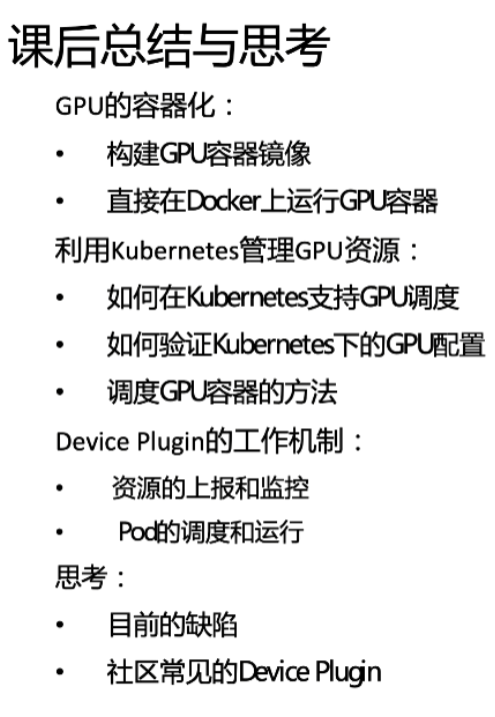 课后总结与思考
GPU的容器化：
• 构建GPU容器镜像
• 直接在Docker上运行GPU容器
利用Kubernetes管理GPU资源：
• 如何在Kubernetes支持GPU调度
• 如何验证Kubernetes下的GPU配置
• 调度GPU容器的方法
Device Plugin的工作机制：
• 资源的上报和监控
• Pod的调度和运行
思考：
• 目前的缺陷
• 社区常见的Device Plugin